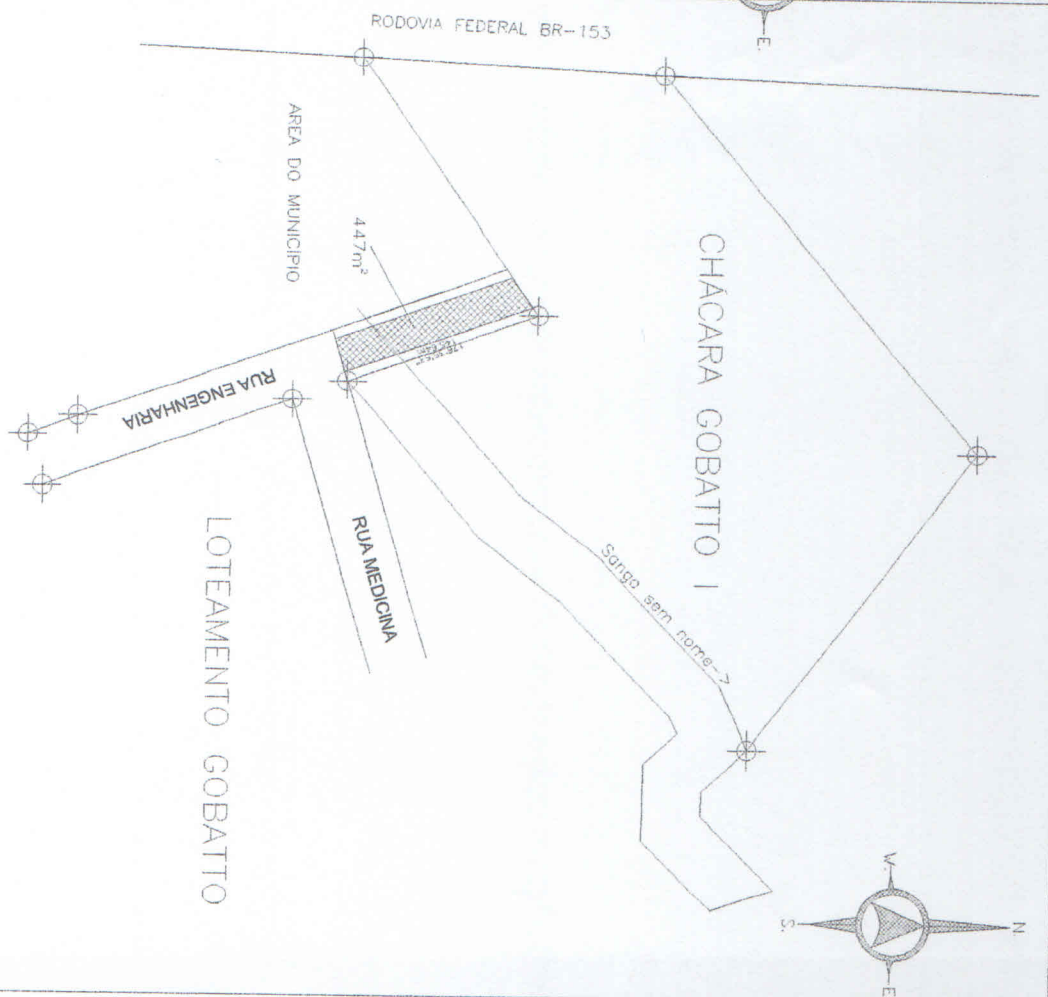 E.
RODOVIA FEDERAL BR-153
AREA DO MUNICIPIO
447m²
CHÁCARA GOBATTO I
RUA ENGENHARIA
RUA MEDICINA
Sanga sem nome-7
LOTEAMENTO GOBATTO
W.
N
S.
E